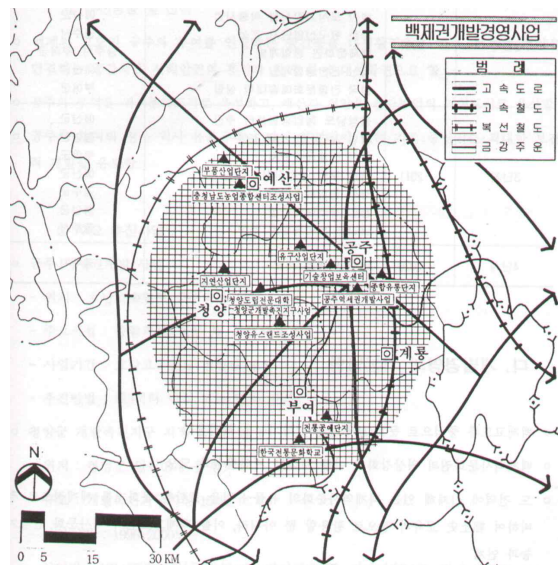 백제권개발경영사업
범 례
고 속 도 로
고 속 철 도
복 선 철 도
금 강 주 운
부품산업단지
예산
충청남도농업종합센터조성사업
유구산업단지
공주
기술창업보육센터
지연산업단지
종합유통단지
청양
청양도립전문대학
공주역세권개발사업
청양군개발촉진지구사업
청양유스랜드조성사업
계룡
부여
전통공예단지
한국전통문화학교
N
0 5 15 30 KM